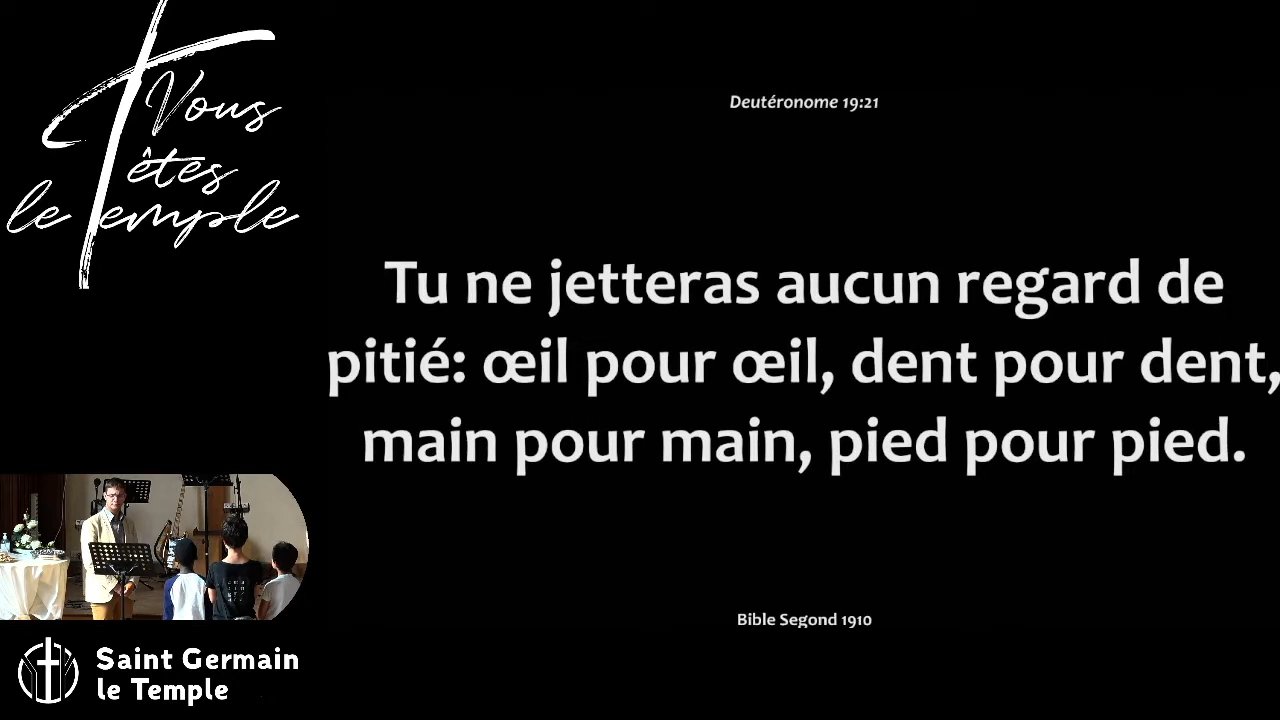 Vous
êtes
le Temple
Deutéronome 19:21
Tu ne jetteras aucun regard de
pitié: œil pour œil, dent pour dent,
main pour main, pied pour pied.
Bible Segond 1910
Saint Germain
le Temple